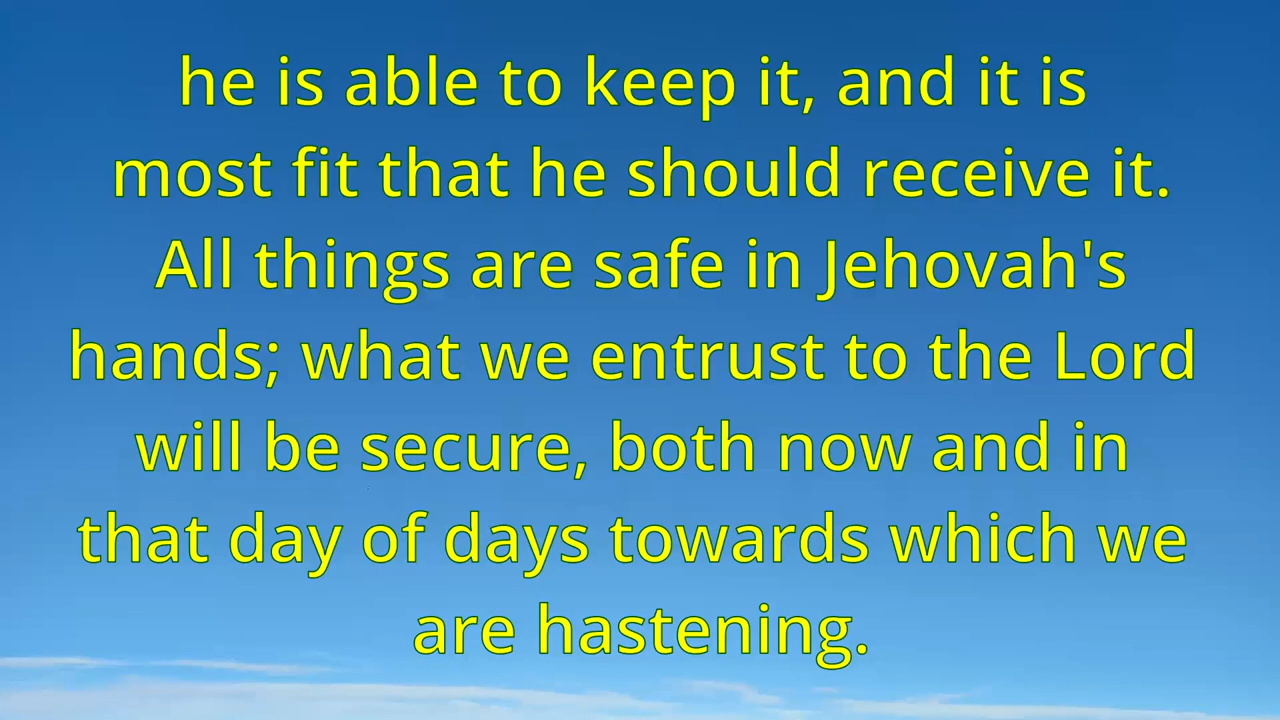 he is able to keep it, and it is
most fit that he should receive it.
All things are safe in Jehovah's
hands; what we entrust to the Lord
will be secure, both now and in
that day of days towards which we
are hastening.